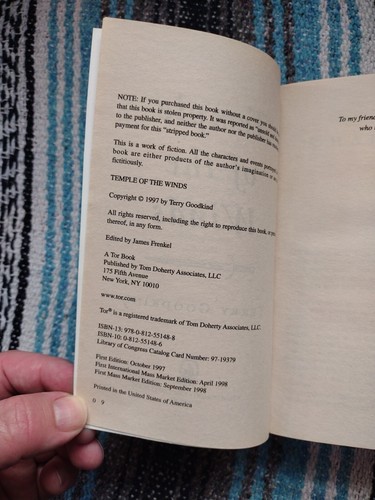 NOTE: If you purchased this book without a cover you should
that this book is stolen property. It was reported as "unsold and
to the publisher, and neither the author nor the publisher has
payment for this "stripped book."
This is a work of fiction. All the characters and events portrayed
book are either products of the author's imagination or
fictitiously.
TEMPLE OF THE WINDS
Copyright © 1997 by Terry Goodkind
All rights reserved, including the right to reproduce this book, or
thereof, in any form.
Edited by James Frenkel
A Tor Book
Published by Tom Doherty Associates, LLC
175 Fifth Avenue
New York, NY 10010
www.tor.com
Tor® is a registered trademark of Tom Doherty Associates, LLC.
ISBN-13: 978-0-812-55148-8
ISBN-10: 0-812-55148-6
Library of Congress Catalog Card Number: 97-19379
First Edition: October 1997
First International Mass Market Edition: April 1998
First Mass Market Edition: September 1998
Printed in the United States of America
0 9
To my friend
who